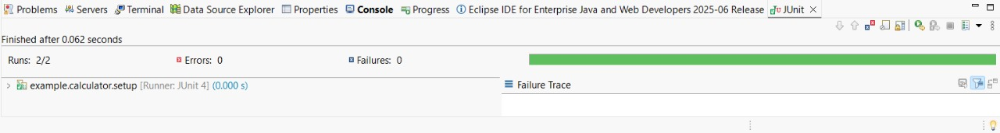 Problems Servers Terminal Data Source Explorer Properties Console Progress Eclipse IDE for Enterprise Java and Web Developers 2025-06 Release JUnit
Finished after 0.062 seconds
Runs: 2/2 Errors: 0 Failures: 0
example.calculator.setup [Runner: JUnit 4] (0.000 s)
Failure Trace